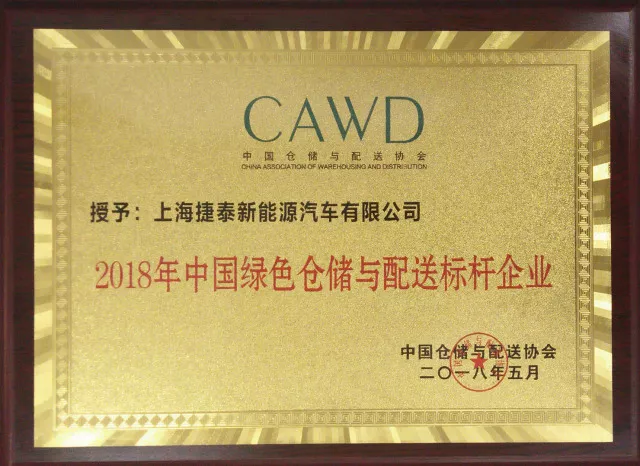 CAWD
中国仓储与配送协会
CHINA ASSOCIATION OF WAREHOUSING AND DISTRIBUTION
授予：上海捷泰新能源汽车有限公司
2018年中国绿色仓储与配送标杆企业
中国仓储与配送协会
二〇一八年五月